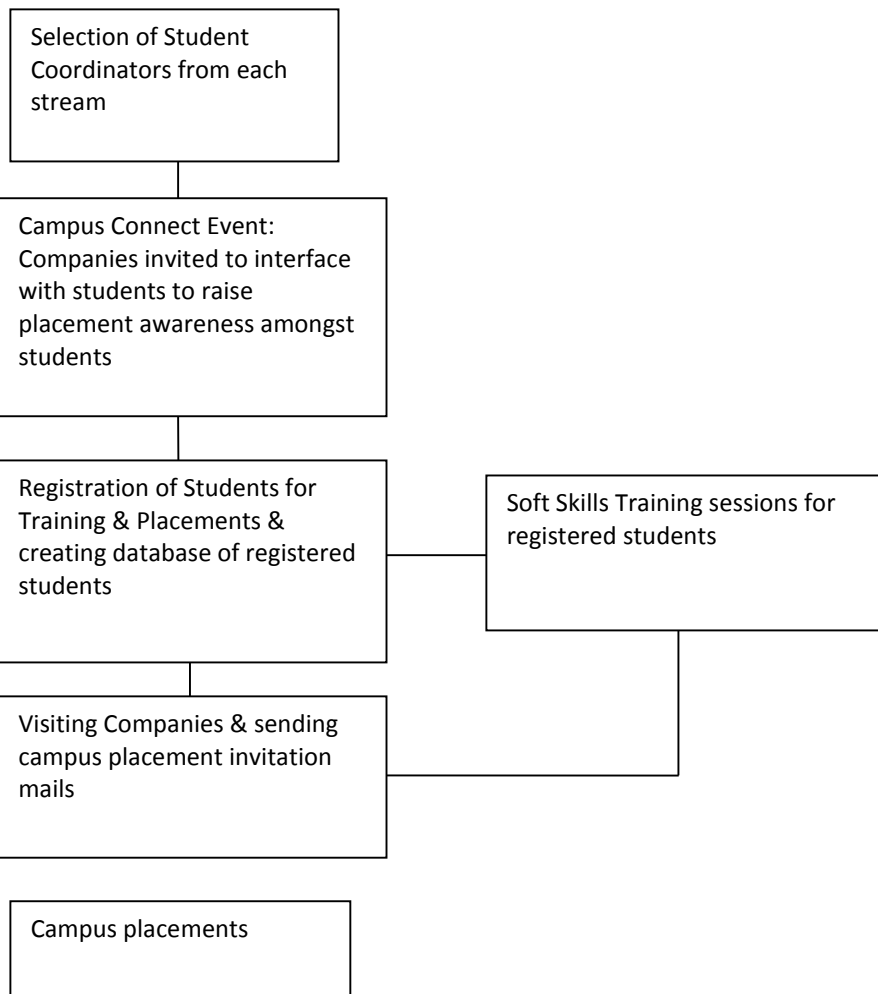 Selection of Student
Coordinators from each
stream
Campus Connect Event:
Companies invited to interface
with students to raise
placement awareness amongst
students
Registration of Students for
Training & Placements &
creating database of registered
students
Soft Skills Training sessions for
registered students
Visiting Companies & sending
campus placement invitation
mails
Campus placements